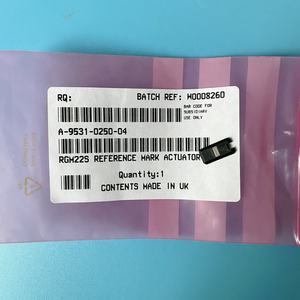 RQ: BATCH REF: W0008260
BAR CODE FOR
SUBSIDIARY
USE ONLY
A-9531-0250-04
RGM22S REFERENCE MARK ACTUATOR
Quantity:1
CONTENTS MADE IN UK